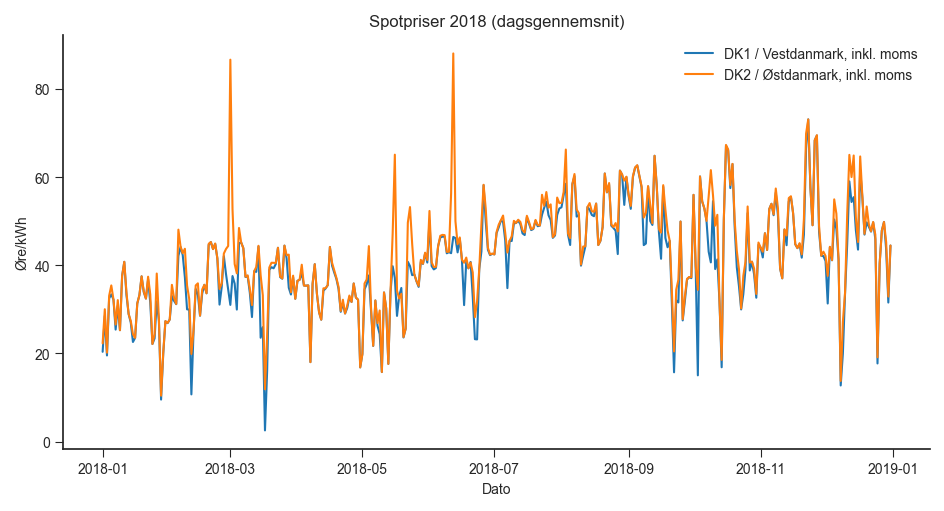 Spotpriser 2018 (dagsgennemsnit)
DK1 / Vestdanmark, inkl. moms
DK2 / Østdanmark, inkl. moms
Øre/kWh
80
60
40
20
0
2018-01 2018-03 2018-05 2018-07 2018-09 2018-11 2019-01
Dato